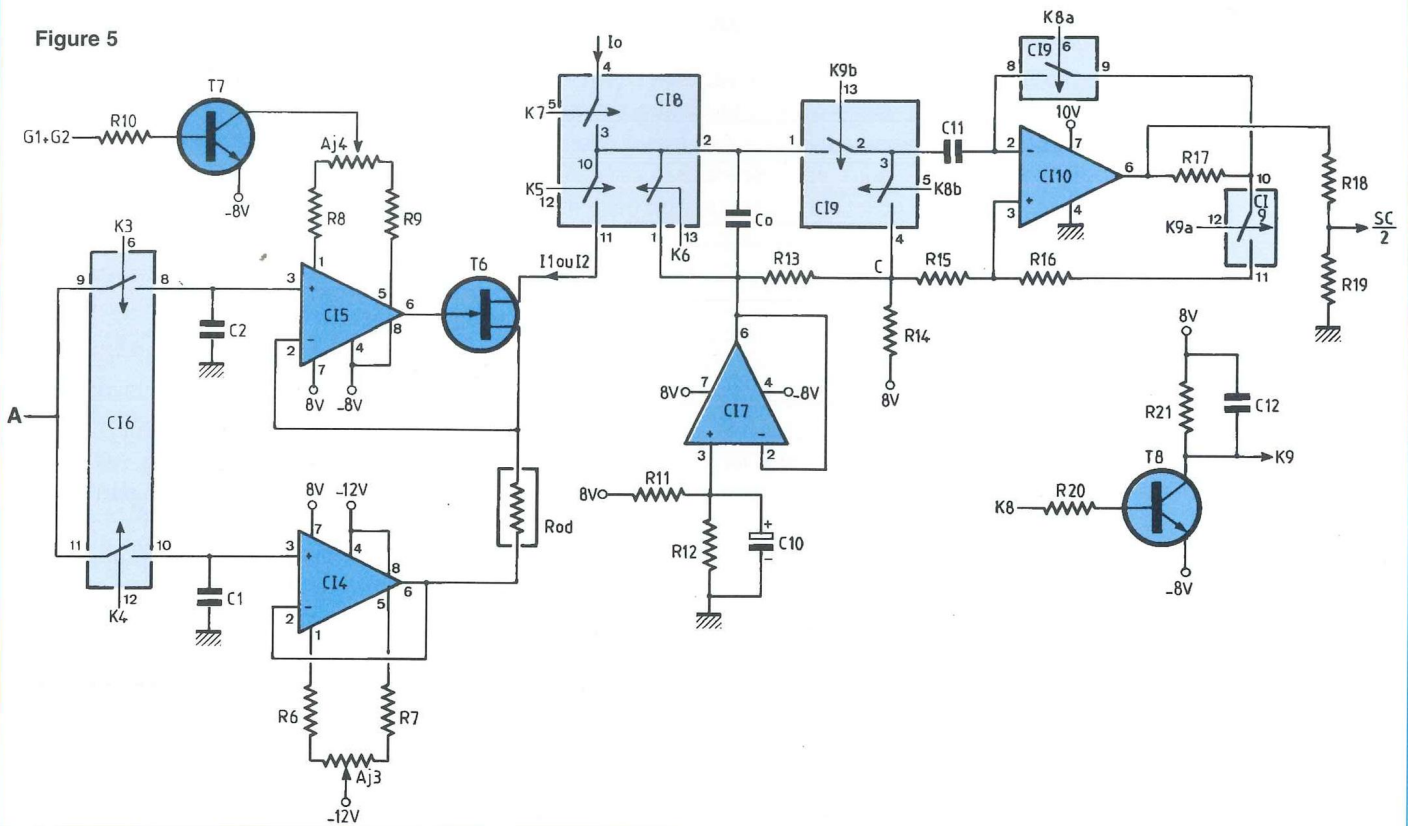 Figure 5
T7
R10
G1+G2
-8V
Aj4
R8
R9
K3
6
9
8
C2
3
1
+
CI5
-
2
5
6
8
4
7
8V
-8V
T6
I1ouI2
A
CI6
11
10
12
K4
C1
8V
-12V
7
4
3
+
CI4
-
2
8
6
5
1
Rod
R6
R7
Aj3
-12V
Io
4
K7
5
CI8
3
10
2
K5
12
11
1
K6
13
Co
K9b
13
1
2
3
5
K8b
CI9
4
C11
K8a
CI9
6
8
9
10V
7
2
-
CI10
6
3
+
4
R17
10
CI
9
K9a
12
11
R18
SC
2
R19
R13
C
R15
R16
R14
8V
6
8V
7
4
-8V
CI7
+
-
3
2
8V
R11
R12
+
C10
-
8V
R21
C12
T8
K9
K8
R20
-8V